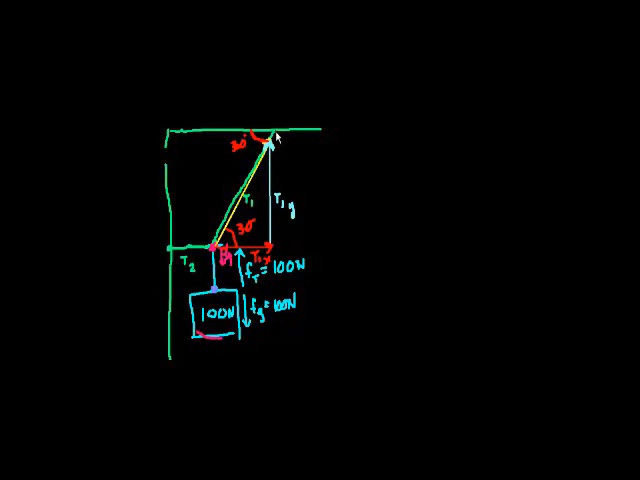 30°
T₁
T₁y
30°
T₁x
T₂
fT = 100N
100N
fg = 100N